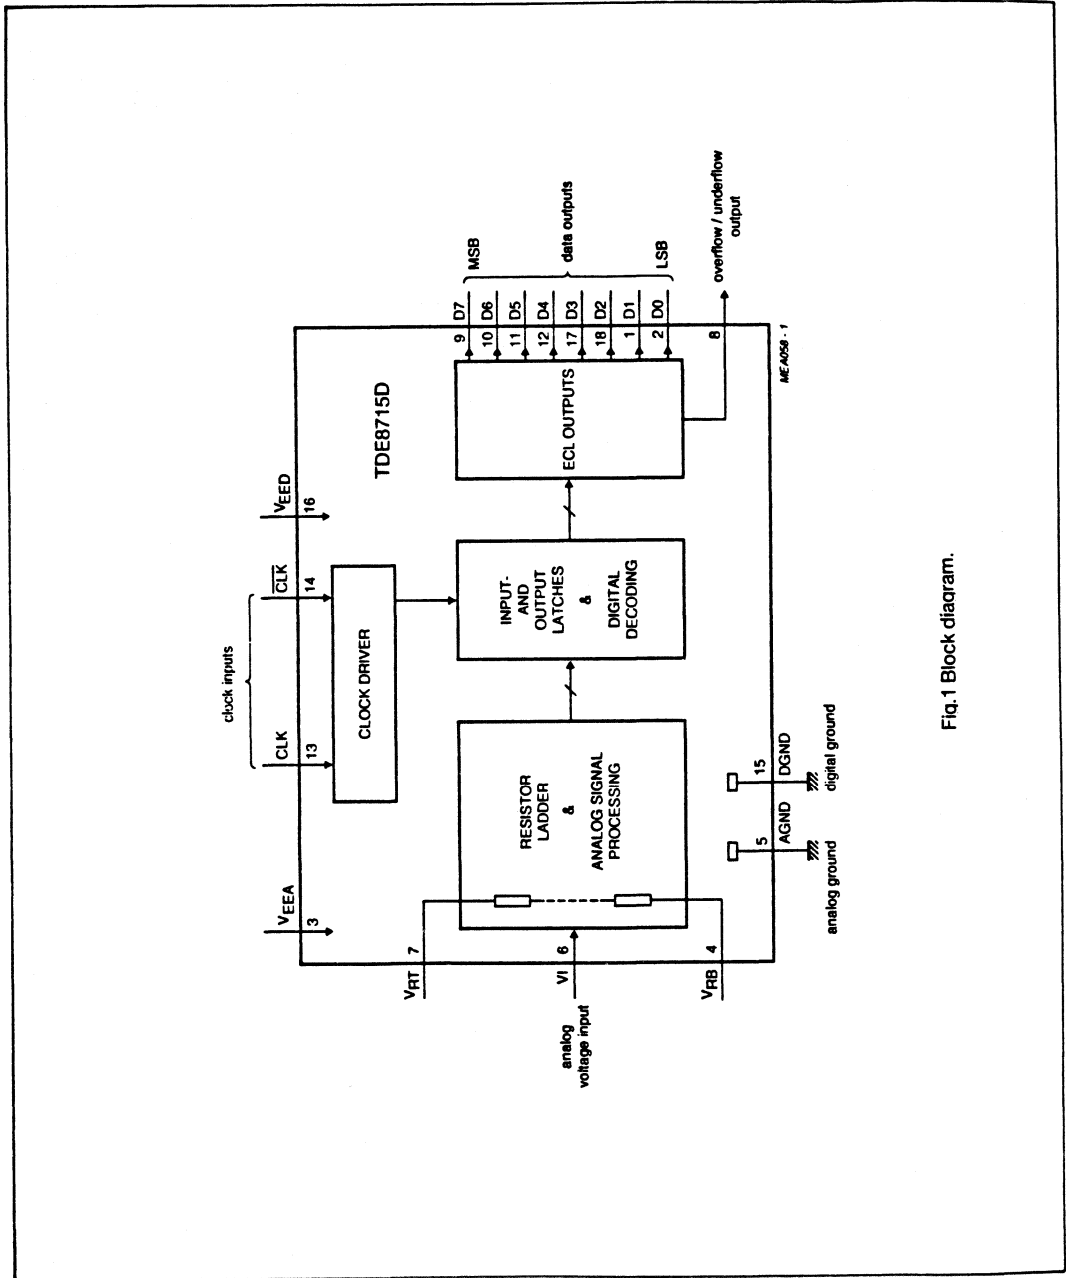 clock inputs
VEEA
CLK
CLK
VEED
3
13
14
16
TDE8715D
CLOCK DRIVER
VRT
7
VI
6
analog
voltage input
VRB
4
RESISTOR
LADDER
&
ANALOG SIGNAL
PROCESSING
INPUT-
AND
OUTPUT
LATCHES
&
DIGITAL
DECODING
ECL OUTPUTS
9 D7
MSB
10 D6
11 D5
12 D4
data outputs
17 D3
18 D2
1 D1
2 D0
LSB
8
overflow / underflow
output
5
AGND
analog ground
15
DGND
digital ground
MEA058 - 1
Fig.1 Block diagram.